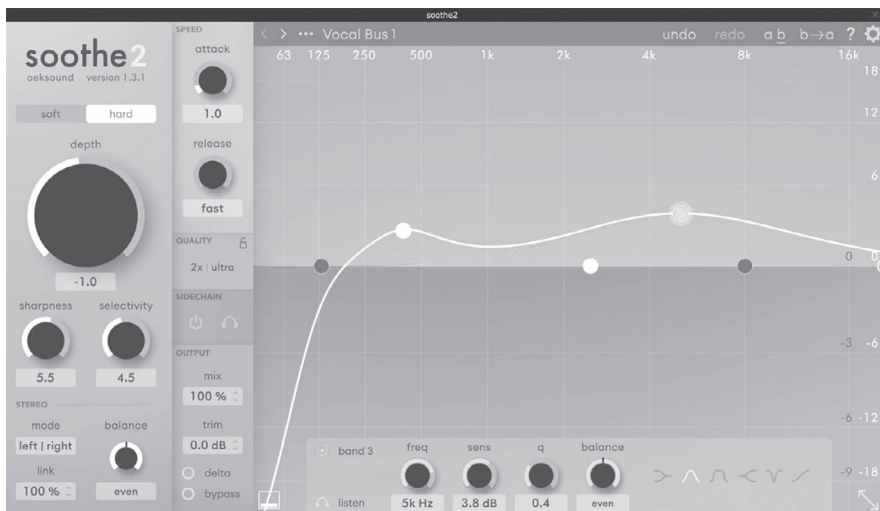 soothe2
soothe2
oeksound version 1.3.1
soft hard
depth
-1.0
sharpness selectivity
5.5 4.5
STEREO
mode balance
left | right
link
100 % even
SPEED
attack
1.0
release
fast
QUALITY
2x | ultra
SIDECHAIN
OUTPUT
mix
100 %
trim
0.0 dB
delta
bypass
< > ••• Vocal Bus 1 undo redo a b b→a ?
63 125 250 500 1k 2k 4k 8k 16k
18
12
6
0 0
-3 -6
-6 -12
-9 -18
band 3 freq sens q balance
listen 5k Hz 3.8 dB 0.4 even